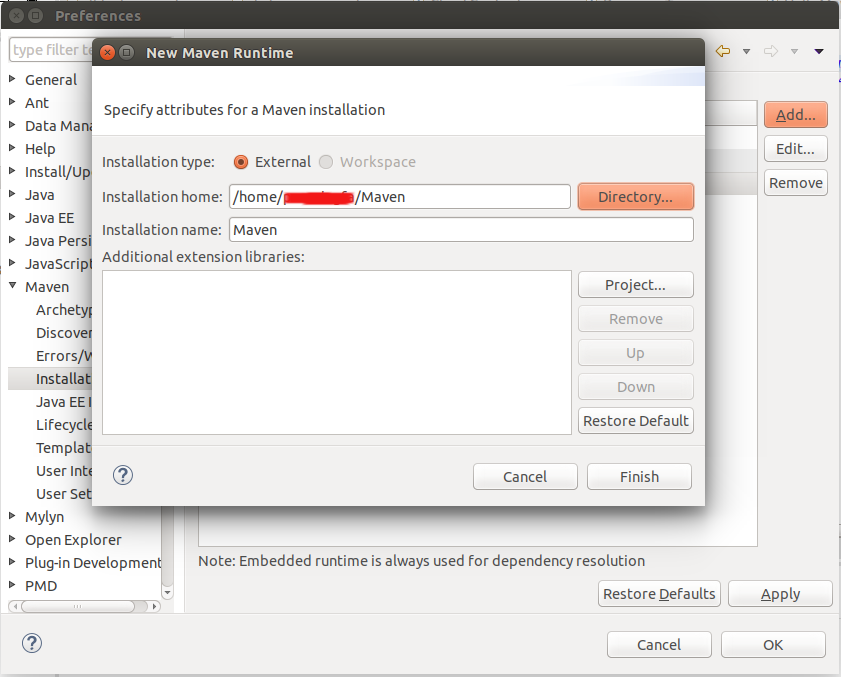 Preferences
type filter te
New Maven Runtime
Specify attributes for a Maven installation
Installation type: External Workspace
Installation home: /home/ /Maven Directory...
Installation name: Maven
Additional extension libraries:
Project...
Remove
Up
Down
Restore Default
Cancel Finish
General
Ant
Data Mana
Help
Install/Up
Java
Java EE
Java Persi
JavaScript
Maven
Archetyp
Discover
Errors/W
Installat
Java EE I
Lifecycle
Templat
User Inte
User Set
Mylyn
Open Explorer
Plug-in Development
PMD
Add...
Edit...
Remove
Note: Embedded runtime is always used for dependency resolution
Restore Defaults Apply
Cancel OK